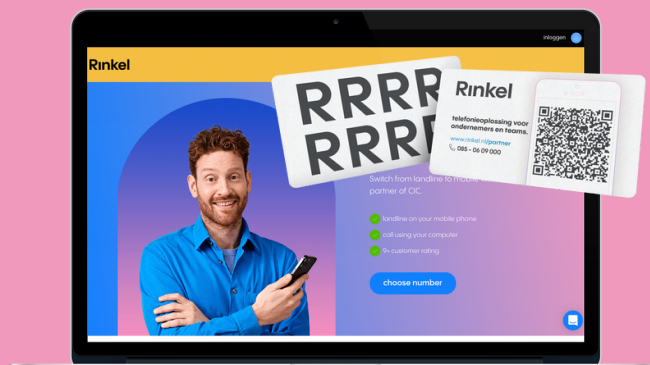 inloggen
Rinkel
RRRR
RRRR
Rinkel
telefonieoplossing voor
ondernemers en teams.
www.rinkel.nl/partner
085 - 06 09 000
Switch from landline to mobile
partner of CIC.
landline on your mobile phone
call using your computer
9+ customer rating
choose number